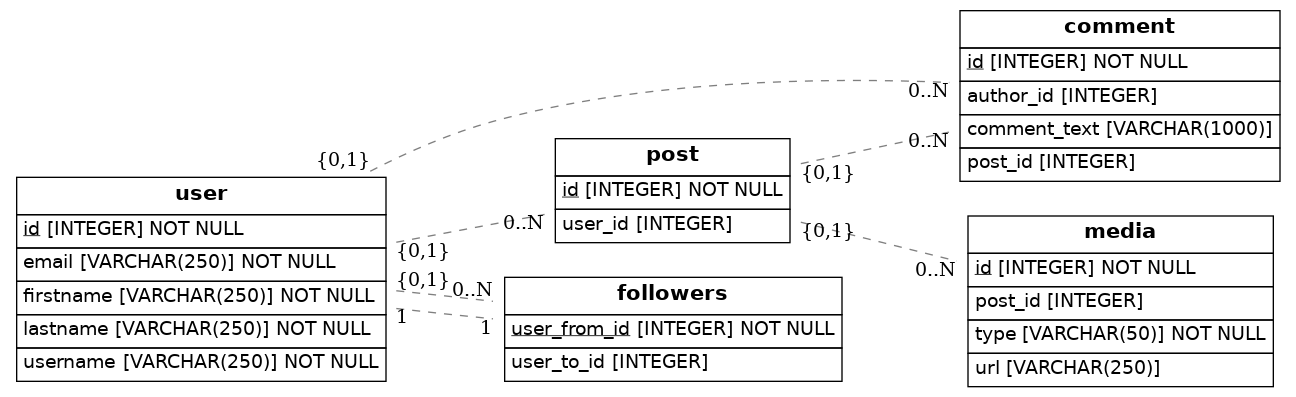 comment
id [INTEGER] NOT NULL
author_id [INTEGER]
comment_text [VARCHAR(1000)]
post_id [INTEGER]
0..N
{0,1}
0..N
{0,1}
post
id [INTEGER] NOT NULL
user_id [INTEGER]
0..N
{0,1}
{0,1}
0..N
user
id [INTEGER] NOT NULL
email [VARCHAR(250)] NOT NULL
firstname [VARCHAR(250)] NOT NULL
lastname [VARCHAR(250)] NOT NULL
username [VARCHAR(250)] NOT NULL
{0,1}
0..N
1
1
followers
user_from_id [INTEGER] NOT NULL
user_to_id [INTEGER]
media
id [INTEGER] NOT NULL
post_id [INTEGER]
type [VARCHAR(50)] NOT NULL
url [VARCHAR(250)]